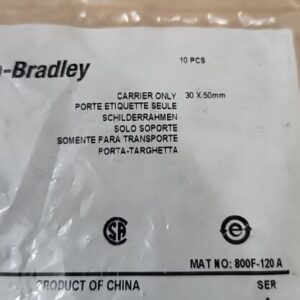 10 PCS
-Bradley
CARRIER ONLY 30 X 50mm
PORTE ETIQUETTE SEULE
SCHILDERRAHMEN
SOLO SOPORTE
SOMENTE PARA TRANSPORTE
PORTA-TARGHETTA
SA
e
MAT NO: 800F-120 A
PRODUCT OF CHINA SER